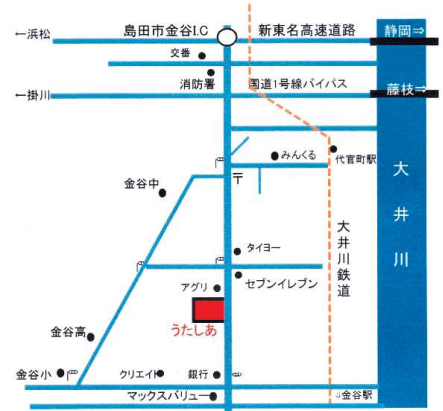 ←浜松
島田市金谷I.C
新東名高速道路
静岡⇒
交番
消防署
←掛川
国道1号線バイパス
藤枝⇒
みんくる
代官町駅
〒
金谷中
大井川
大井川鉄道
タイヨー
セブンイレブン
アグリ
うたしあ
金谷高
金谷小
クリエイト
銀行
マックスバリュー
⇩金谷駅